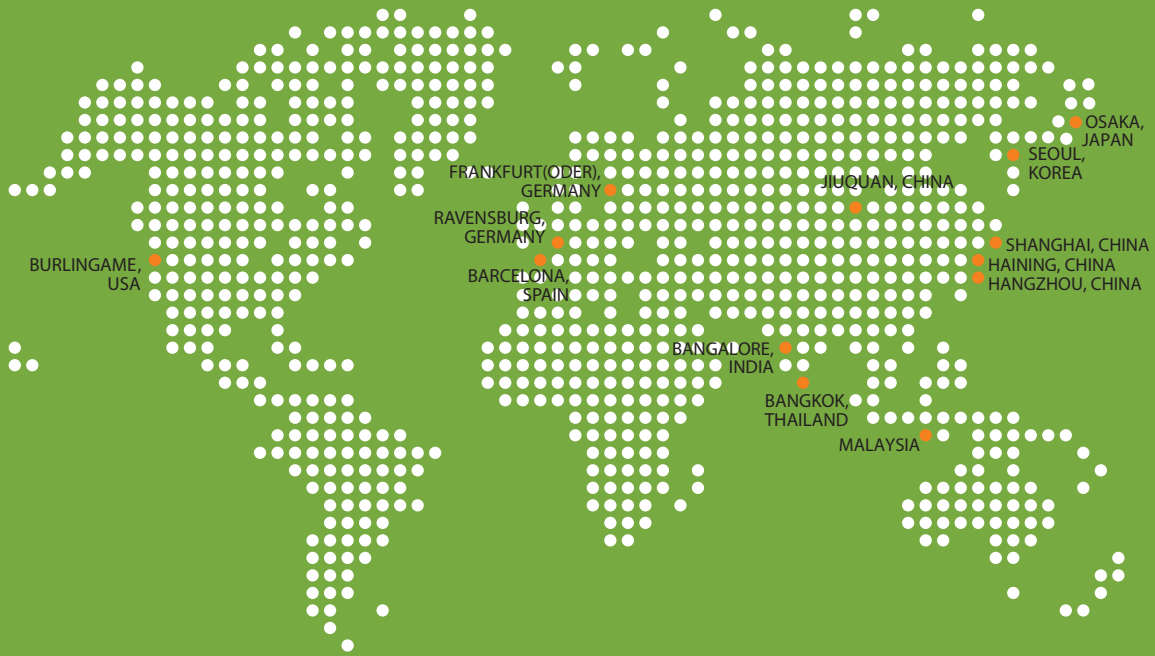 OSAKA,
JAPAN
SEOUL,
KOREA
FRANKFURT(ODER),
GERMANY
JIUQUAN, CHINA
RAVENSBURG,
GERMANY
SHANGHAI, CHINA
BURLINGAME,
USA
HAINING, CHINA
BARCELONA,
SPAIN
HANGZHOU, CHINA
BANGALORE,
INDIA
BANGKOK,
THAILAND
MALAYSIA